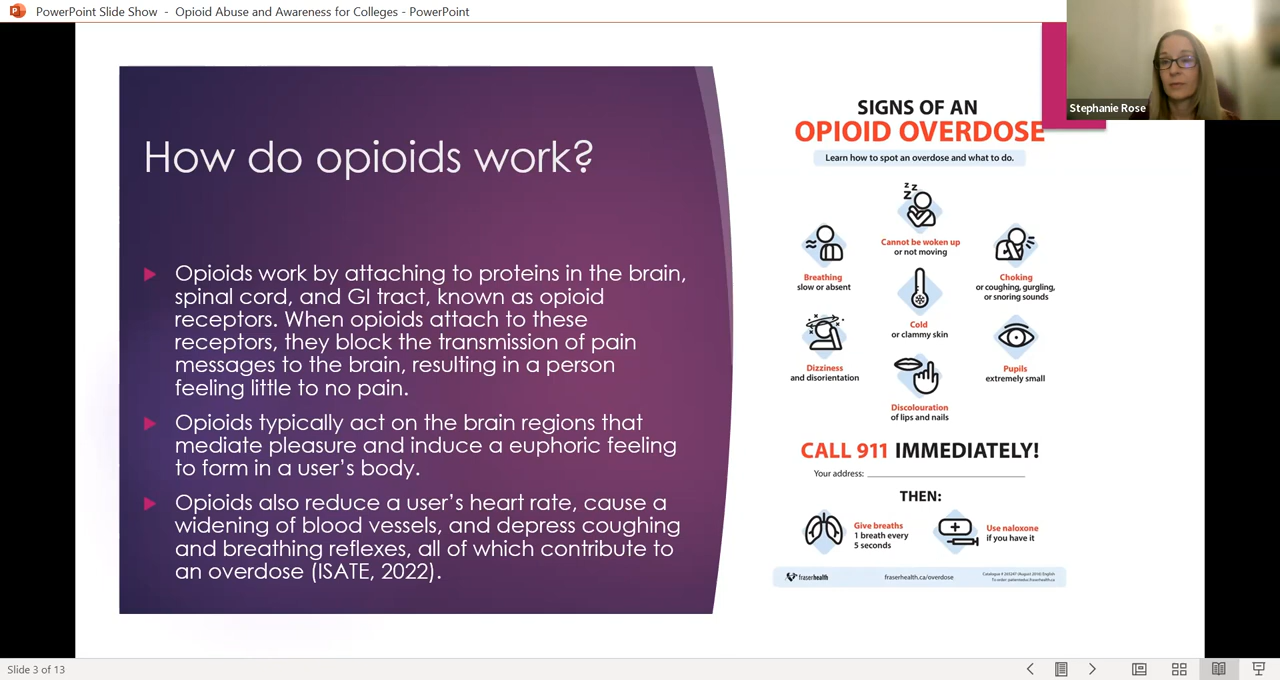 PowerPoint Slide Show - Opioid Abuse and Awareness for Colleges - PowerPoint
Stephanie Rose
How do opioids work?
Opioids work by attaching to proteins in the brain,
spinal cord, and GI tract, known as opioid
receptors. When opioids attach to these
receptors, they block the transmission of pain
messages to the brain, resulting in a person
feeling little to no pain.
Opioids typically act on the brain regions that
mediate pleasure and induce a euphoric feeling
to form in a user's body.
Opioids also reduce a user's heart rate, cause a
widening of blood vessels, and depress coughing
and breathing reflexes, all of which contribute to
an overdose (ISATE, 2022).
SIGNS OF AN
OPIOID OVERDOSE
Learn how to spot an overdose and what to do.
z z
z
Cannot be woken up
or not moving
Breathing
slow or absent
Choking
or coughing, gurgling,
or snoring sounds
Cold
or clammy skin
Dizziness
and disorientation
Pupils
extremely small
Discolouration
of lips and nails
CALL 911 IMMEDIATELY!
Your address:
THEN:
Give breaths
1 breath every
5 seconds
Use naloxone
if you have it
fraserhealth
fraserhealth.ca/overdose
Slide 3 of 13